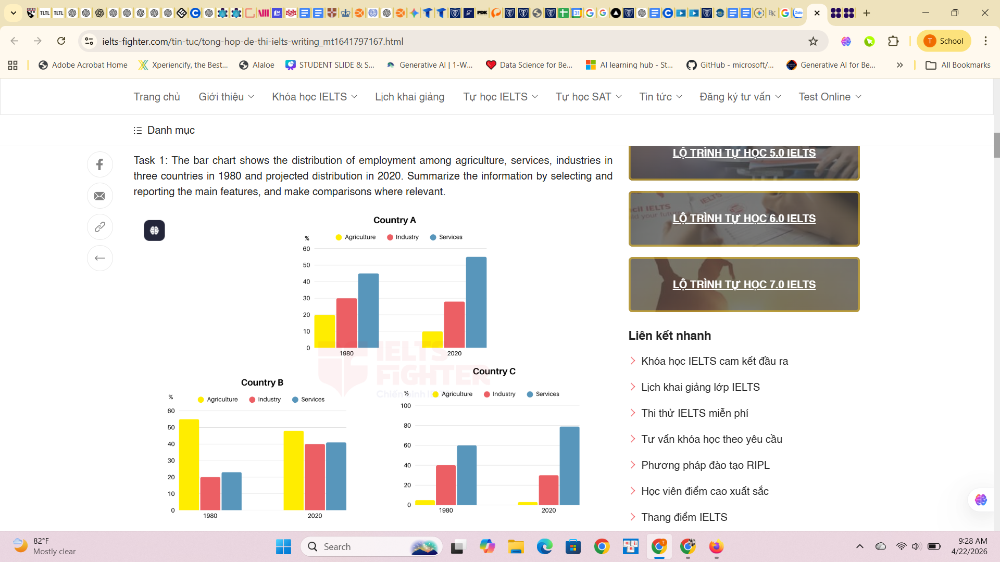 TLTL
TLTL
PDK
31
Zalo
ielts-fighter.com/tin-tuc/tong-hop-de-thi-ielts-writing_mt1641797167.html
T School
Adobe Acrobat Home
Xperiencify, the Best...
Alaloe
STUDENT SLIDE & S...
Generative AI | 1-W...
Data Science for Be...
AI learning hub - St...
GitHub - microsoft/...
Generative AI for Be...
All Bookmarks
Trang chủ
Giới thiệu
Khóa học IELTS
Lịch khai giảng
Tự học IELTS
Tự học SAT
Tin tức
Đăng ký tư vấn
Test Online
Danh mục
Task 1: The bar chart shows the distribution of employment among agriculture, services, industries in
three countries in 1980 and projected distribution in 2020. Summarize the information by selecting and
reporting the main features, and make comparisons where relevant.
Country A
%
Agriculture
Industry
Services
60
50
40
30
20
10
0
1980
2020
IELTS
FIGHTER
Chiến binh IE
Country B
%
Agriculture
Industry
Services
60
50
40
30
20
10
0
1980
2020
Country C
%
Agriculture
Industry
Services
100
80
60
40
20
0
1980
2020
LỘ TRÌNH TỰ HỌC 5.0 IELTS
LỘ TRÌNH TỰ HỌC 6.0 IELTS
LỘ TRÌNH TỰ HỌC 7.0 IELTS
Liên kết nhanh
Khóa học IELTS cam kết đầu ra
Lịch khai giảng lớp IELTS
Thi thử IELTS miễn phí
Tư vấn khóa học theo yêu cầu
Phương pháp đào tạo RIPL
Học viên điểm cao xuất sắc
Thang điểm IELTS
82°F
Mostly clear
Search
9:28 AM
4/22/2026